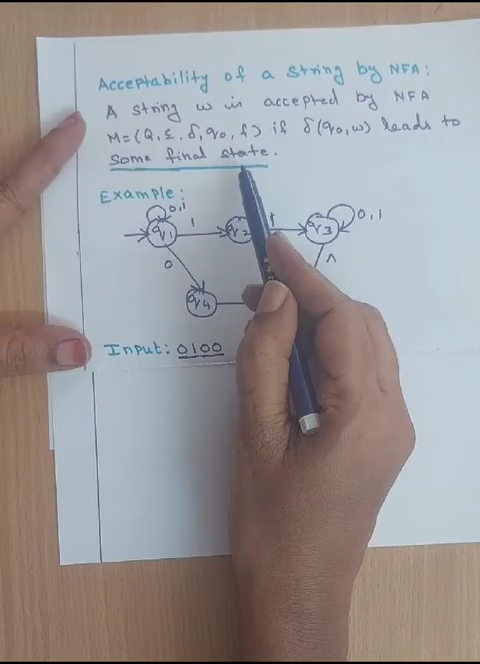 Acceptability of a string by NFA:
A string w is accepted by NFA
M=(Q, Σ, δ, q0, f) if δ(q0,w) leads to
some final state.
Example:
0,1
1
0,1
q1
q2
q3
0
q4
Input: 0100